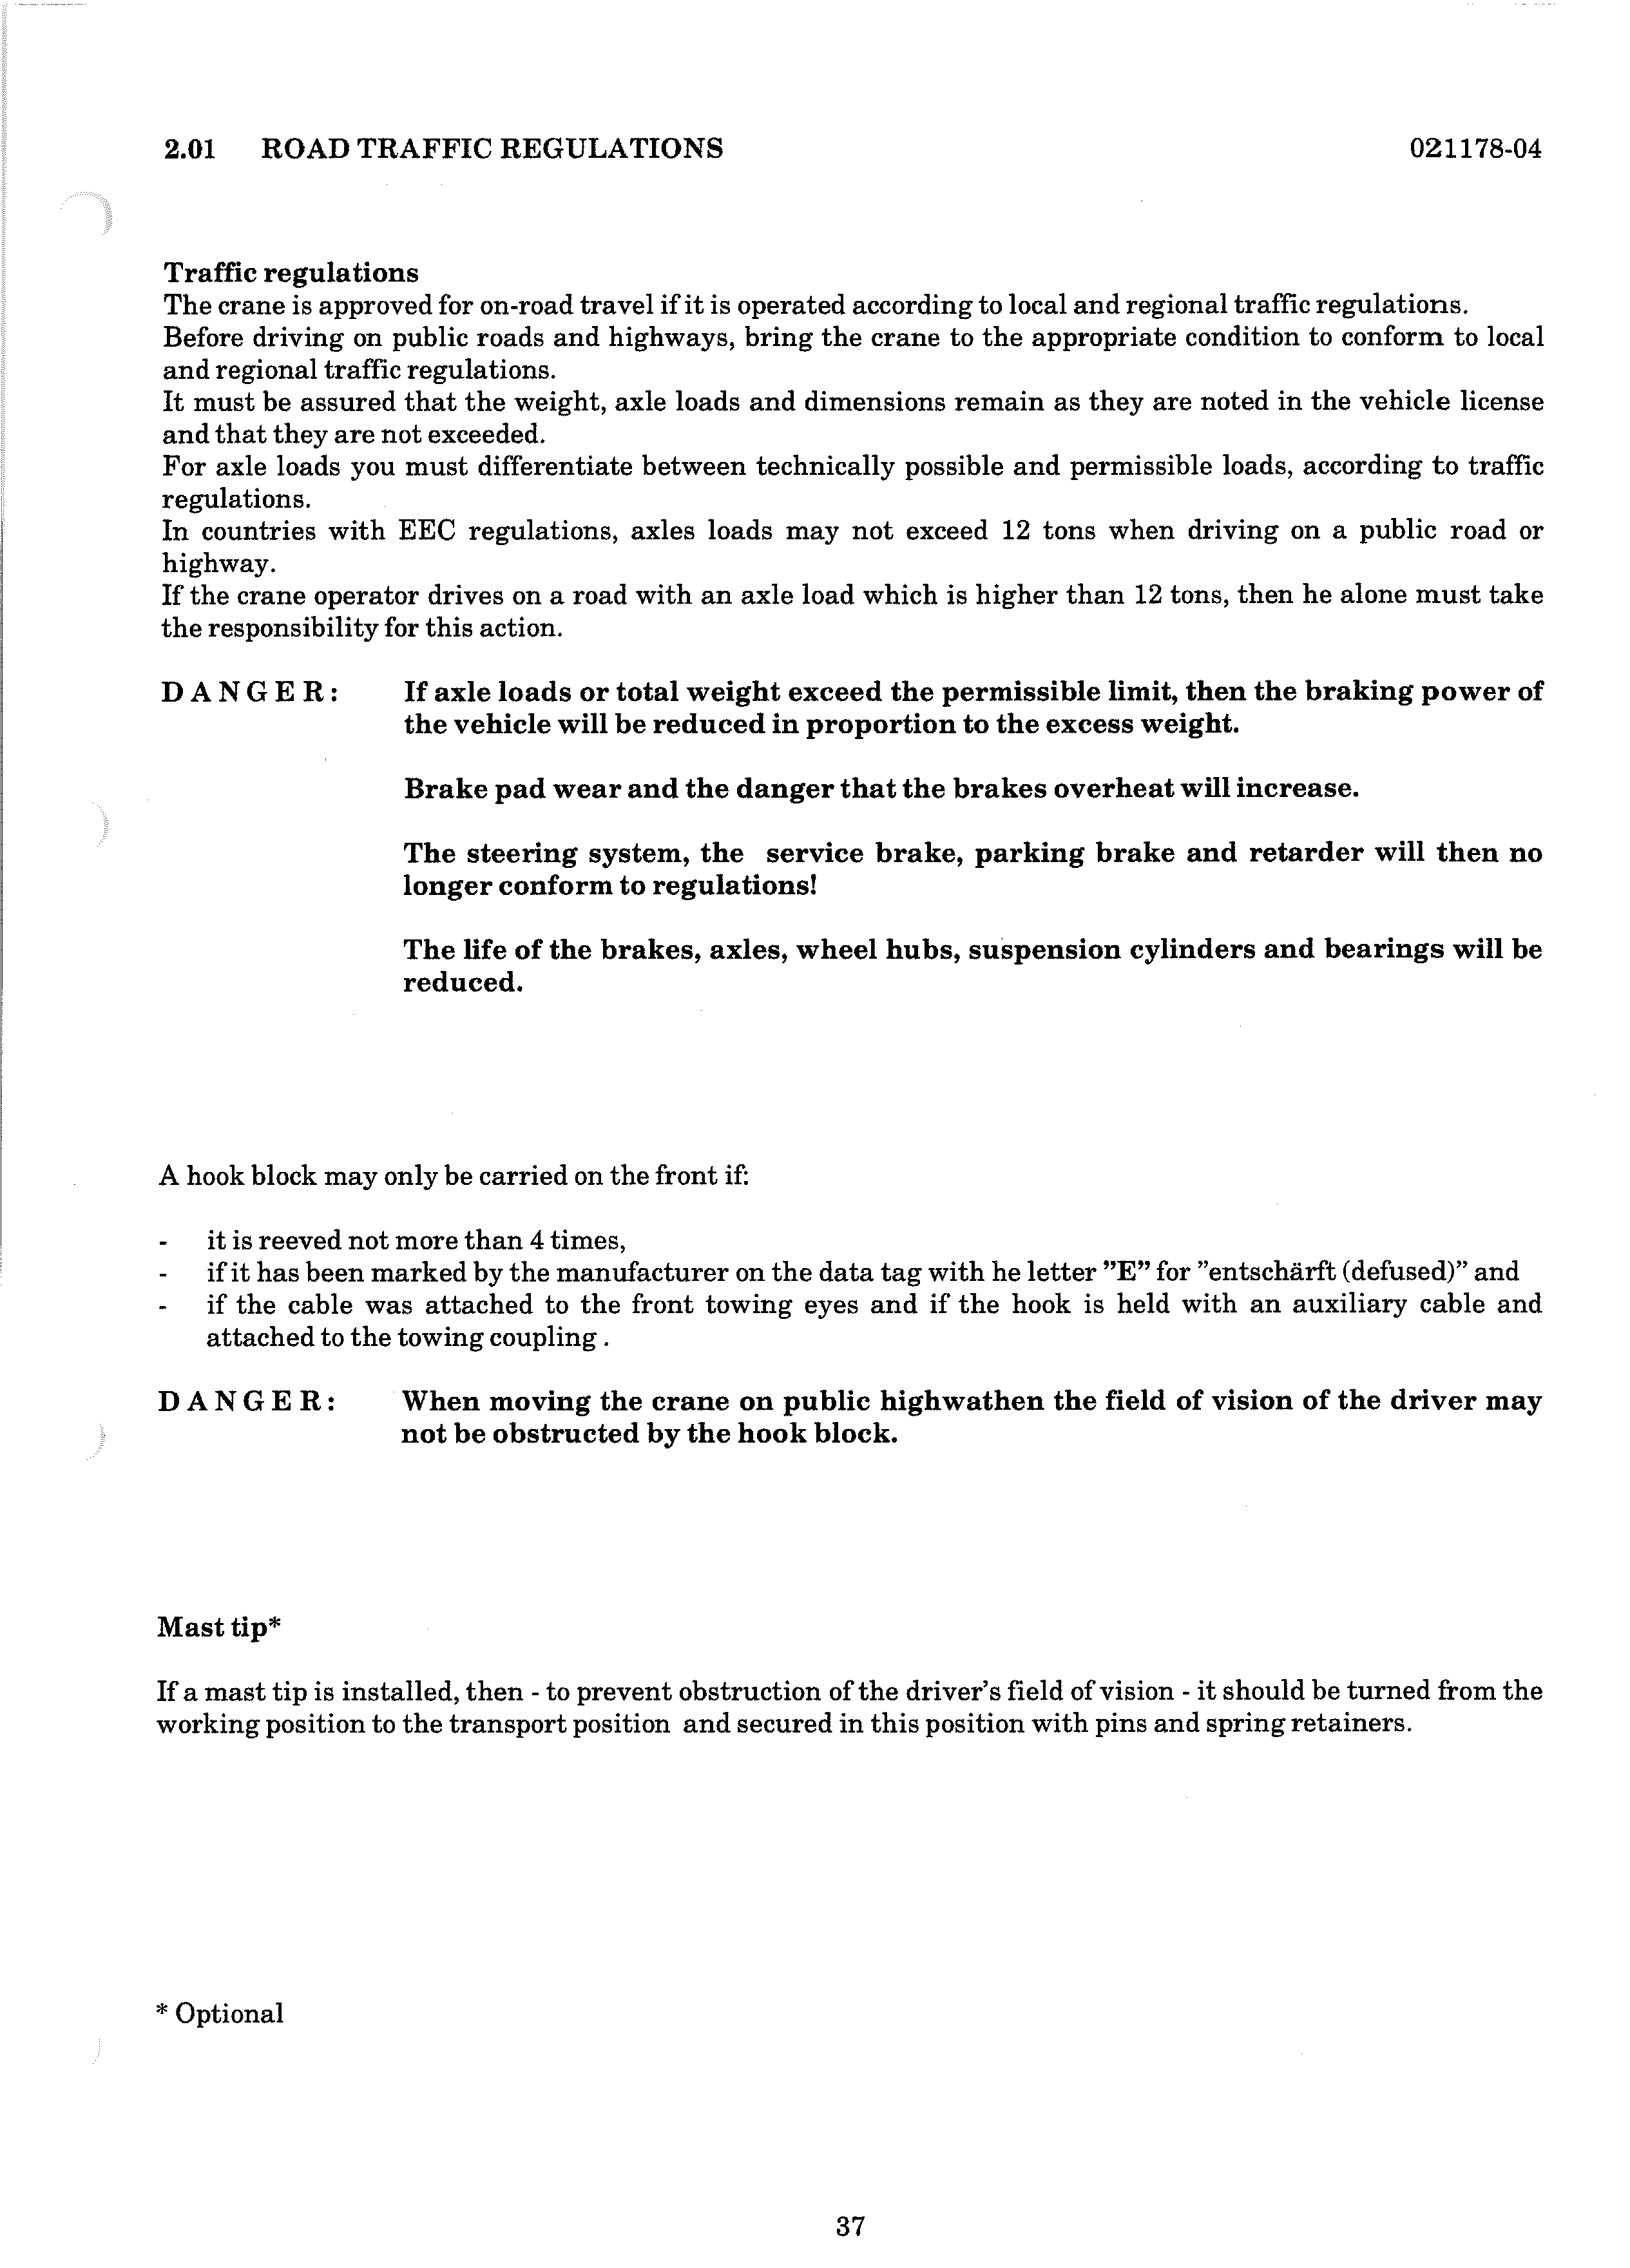 2.01 ROAD TRAFFIC REGULATIONS 021178-04
Traffic regulations
The crane is approved for on-road travel if it is operated according to local and regional traffic regulations.
Before driving on public roads and highways, bring the crane to the appropriate condition to conform to local
and regional traffic regulations.
It must be assured that the weight, axle loads and dimensions remain as they are noted in the vehicle license
and that they are not exceeded.
For axle loads you must differentiate between technically possible and permissible loads, according to traffic
regulations.
In countries with EEC regulations, axles loads may not exceed 12 tons when driving on a public road or
highway.
If the crane operator drives on a road with an axle load which is higher than 12 tons, then he alone must take
the responsibility for this action.
D A N G E R : If axle loads or total weight exceed the permissible limit, then the braking power of
the vehicle will be reduced in proportion to the excess weight.
Brake pad wear and the danger that the brakes overheat will increase.
The steering system, the service brake, parking brake and retarder will then no
longer conform to regulations!
The life of the brakes, axles, wheel hubs, suspension cylinders and bearings will be
reduced.
A hook block may only be carried on the front if:
- it is reeved not more than 4 times,
- if it has been marked by the manufacturer on the data tag with he letter ”E” for ”entschärft (defused)” and
- if the cable was attached to the front towing eyes and if the hook is held with an auxiliary cable and
attached to the towing coupling .
D A N G E R : When moving the crane on public highwathen the field of vision of the driver may
not be obstructed by the hook block.
Mast tip*
If a mast tip is installed, then - to prevent obstruction of the driver's field of vision - it should be turned from the
working position to the transport position and secured in this position with pins and spring retainers.
* Optional
37